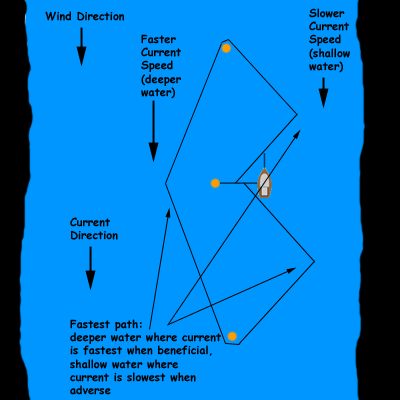 Wind Direction
Faster
Current
Speed
(deeper
water)
Slower
Current
Speed
(shallow
water)
Current
Direction
Fastest path:
deeper water where current
is fastest when beneficial,
shallow water where
current is slowest when
adverse